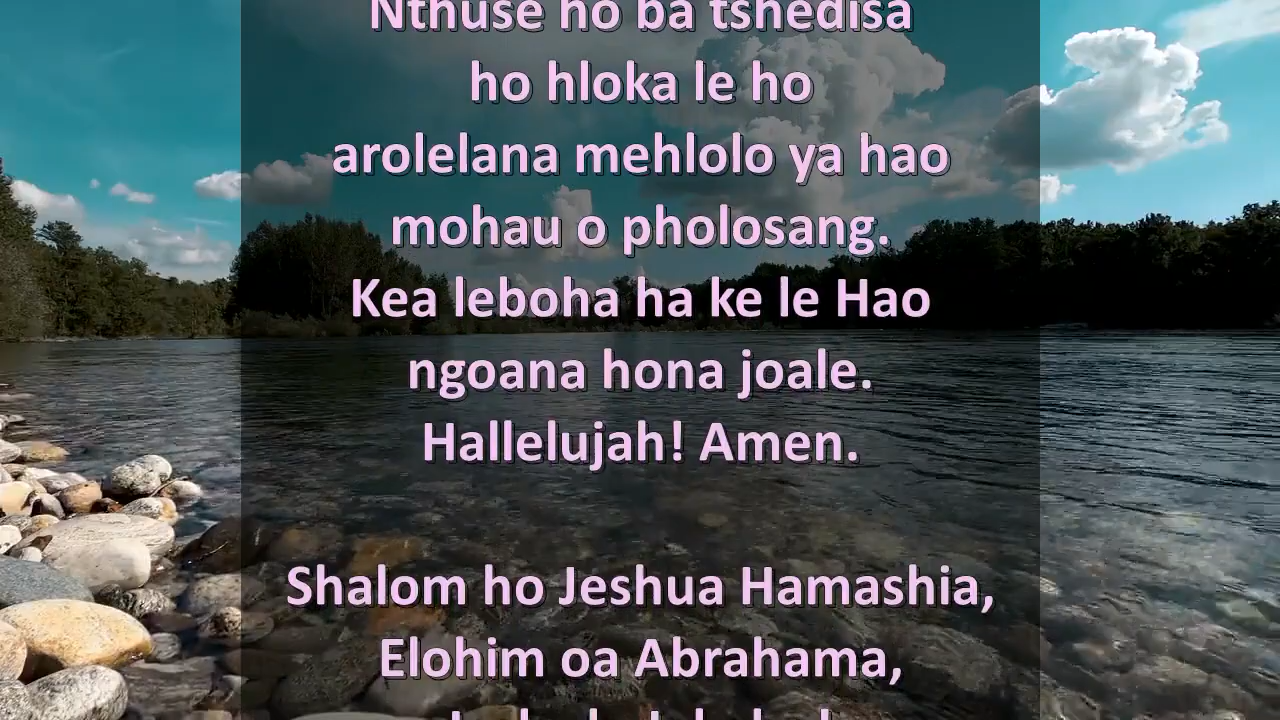 Nthuse ho ba tshedisa
ho hloka le ho
arolelana mehlolo ya hao
mohau o pholosang.
Kea leboha ha ke le Hao
ngoana hona joale.
Hallelujah! Amen.
Shalom ho Jeshua Hamashia,
Elohim oa Abrahama,